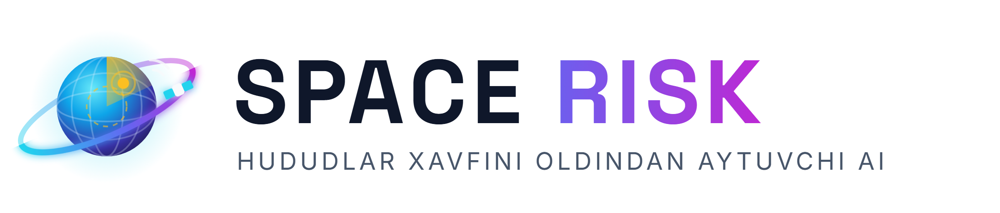 SPACE RISK
HUDUDLAR XAVFINI OLDINDAN AYTUVCHI AI